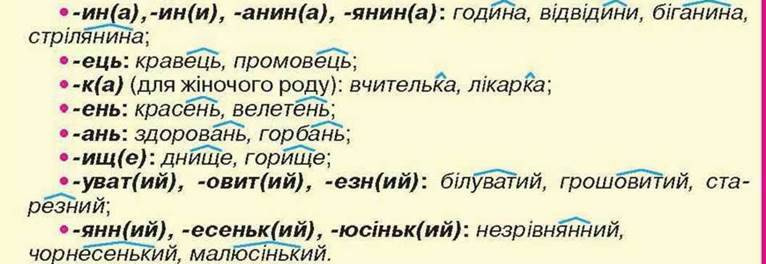 • -ин(а),-ин(и), -анин(а), -янин(а): година, відвідини, біганина,
стрілянина;
• -ець: кравець, промовець;
• -к(а) (для жіночого роду): вчителька, лікарка;
• -ень: красень, велетень;
• -ань: здоровань, горбань;
• -ищ(е): днище, горище;
• -уват(ий), -овит(ий), -езн(ий): білуватий, грошовитий, ста-
резний;
• -янн(ий), -есеньк(ий), -юсіньк(ий): незрівнянний,
чорнесенький, малюсінький.